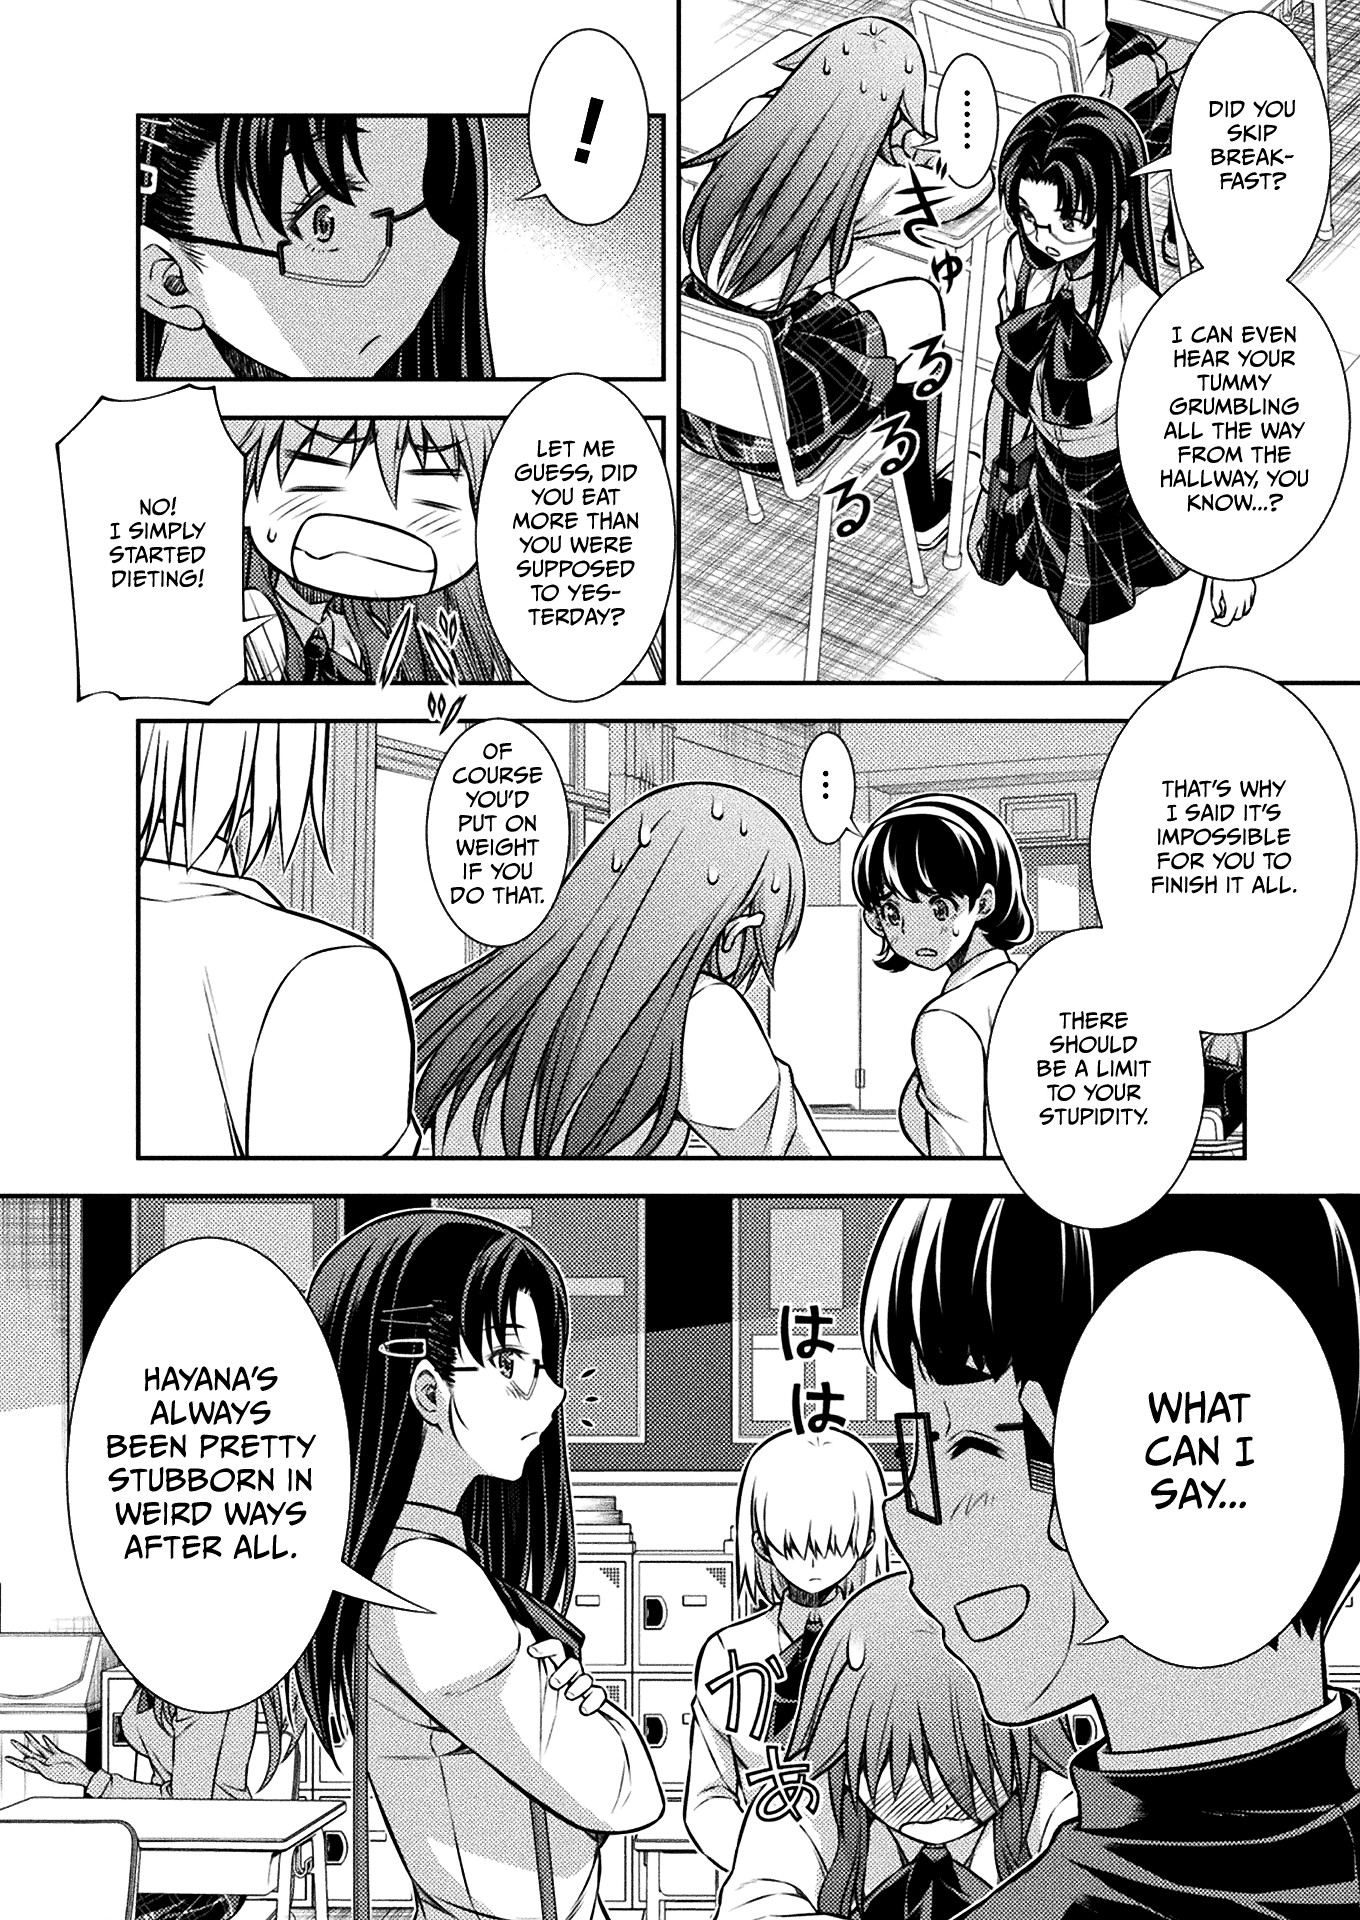 DID YOU
SKIP
BREAK-
FAST?
I CAN EVEN
HEAR YOUR
TUMMY
GRUMBLING
ALL THE WAY
FROM THE
HALLWAY, YOU
KNOW...?
......
きゅ
るる
るる
!
LET ME
GUESS, DID
YOU EAT
MORE THAN
YOU WERE
SUPPOSED
TO YES-
TERDAY?
NO!
I SIMPLY
STARTED
DIETING!
THAT'S WHY
I SAID IT'S
IMPOSSIBLE
FOR YOU TO
FINISH IT ALL.
THERE
SHOULD
BE A LIMIT
TO YOUR
STUPIDITY.
...
OF
COURSE
YOU'D
PUT ON
WEIGHT
IF YOU
DO THAT.
WHAT
CAN I
SAY...
はは
があ
HAYANA'S
ALWAYS
BEEN PRETTY
STUBBORN IN
WEIRD WAYS
AFTER ALL.